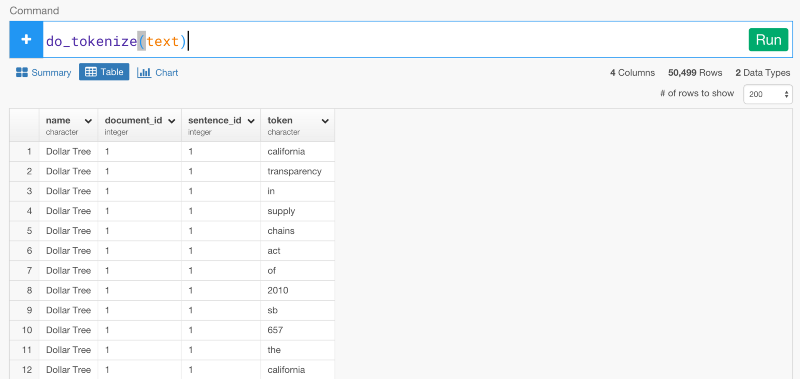 Command
+ do_tokenize(text) Run
Summary Table Chart 4 Columns 50,499 Rows 2 Data Types
# of rows to show 200
name document_id sentence_id token
character integer integer character
1 Dollar Tree 1 1 california
2 Dollar Tree 1 1 transparency
3 Dollar Tree 1 1 in
4 Dollar Tree 1 1 supply
5 Dollar Tree 1 1 chains
6 Dollar Tree 1 1 act
7 Dollar Tree 1 1 of
8 Dollar Tree 1 1 2010
9 Dollar Tree 1 1 sb
10 Dollar Tree 1 1 657
11 Dollar Tree 1 1 the
12 Dollar Tree 1 1 california